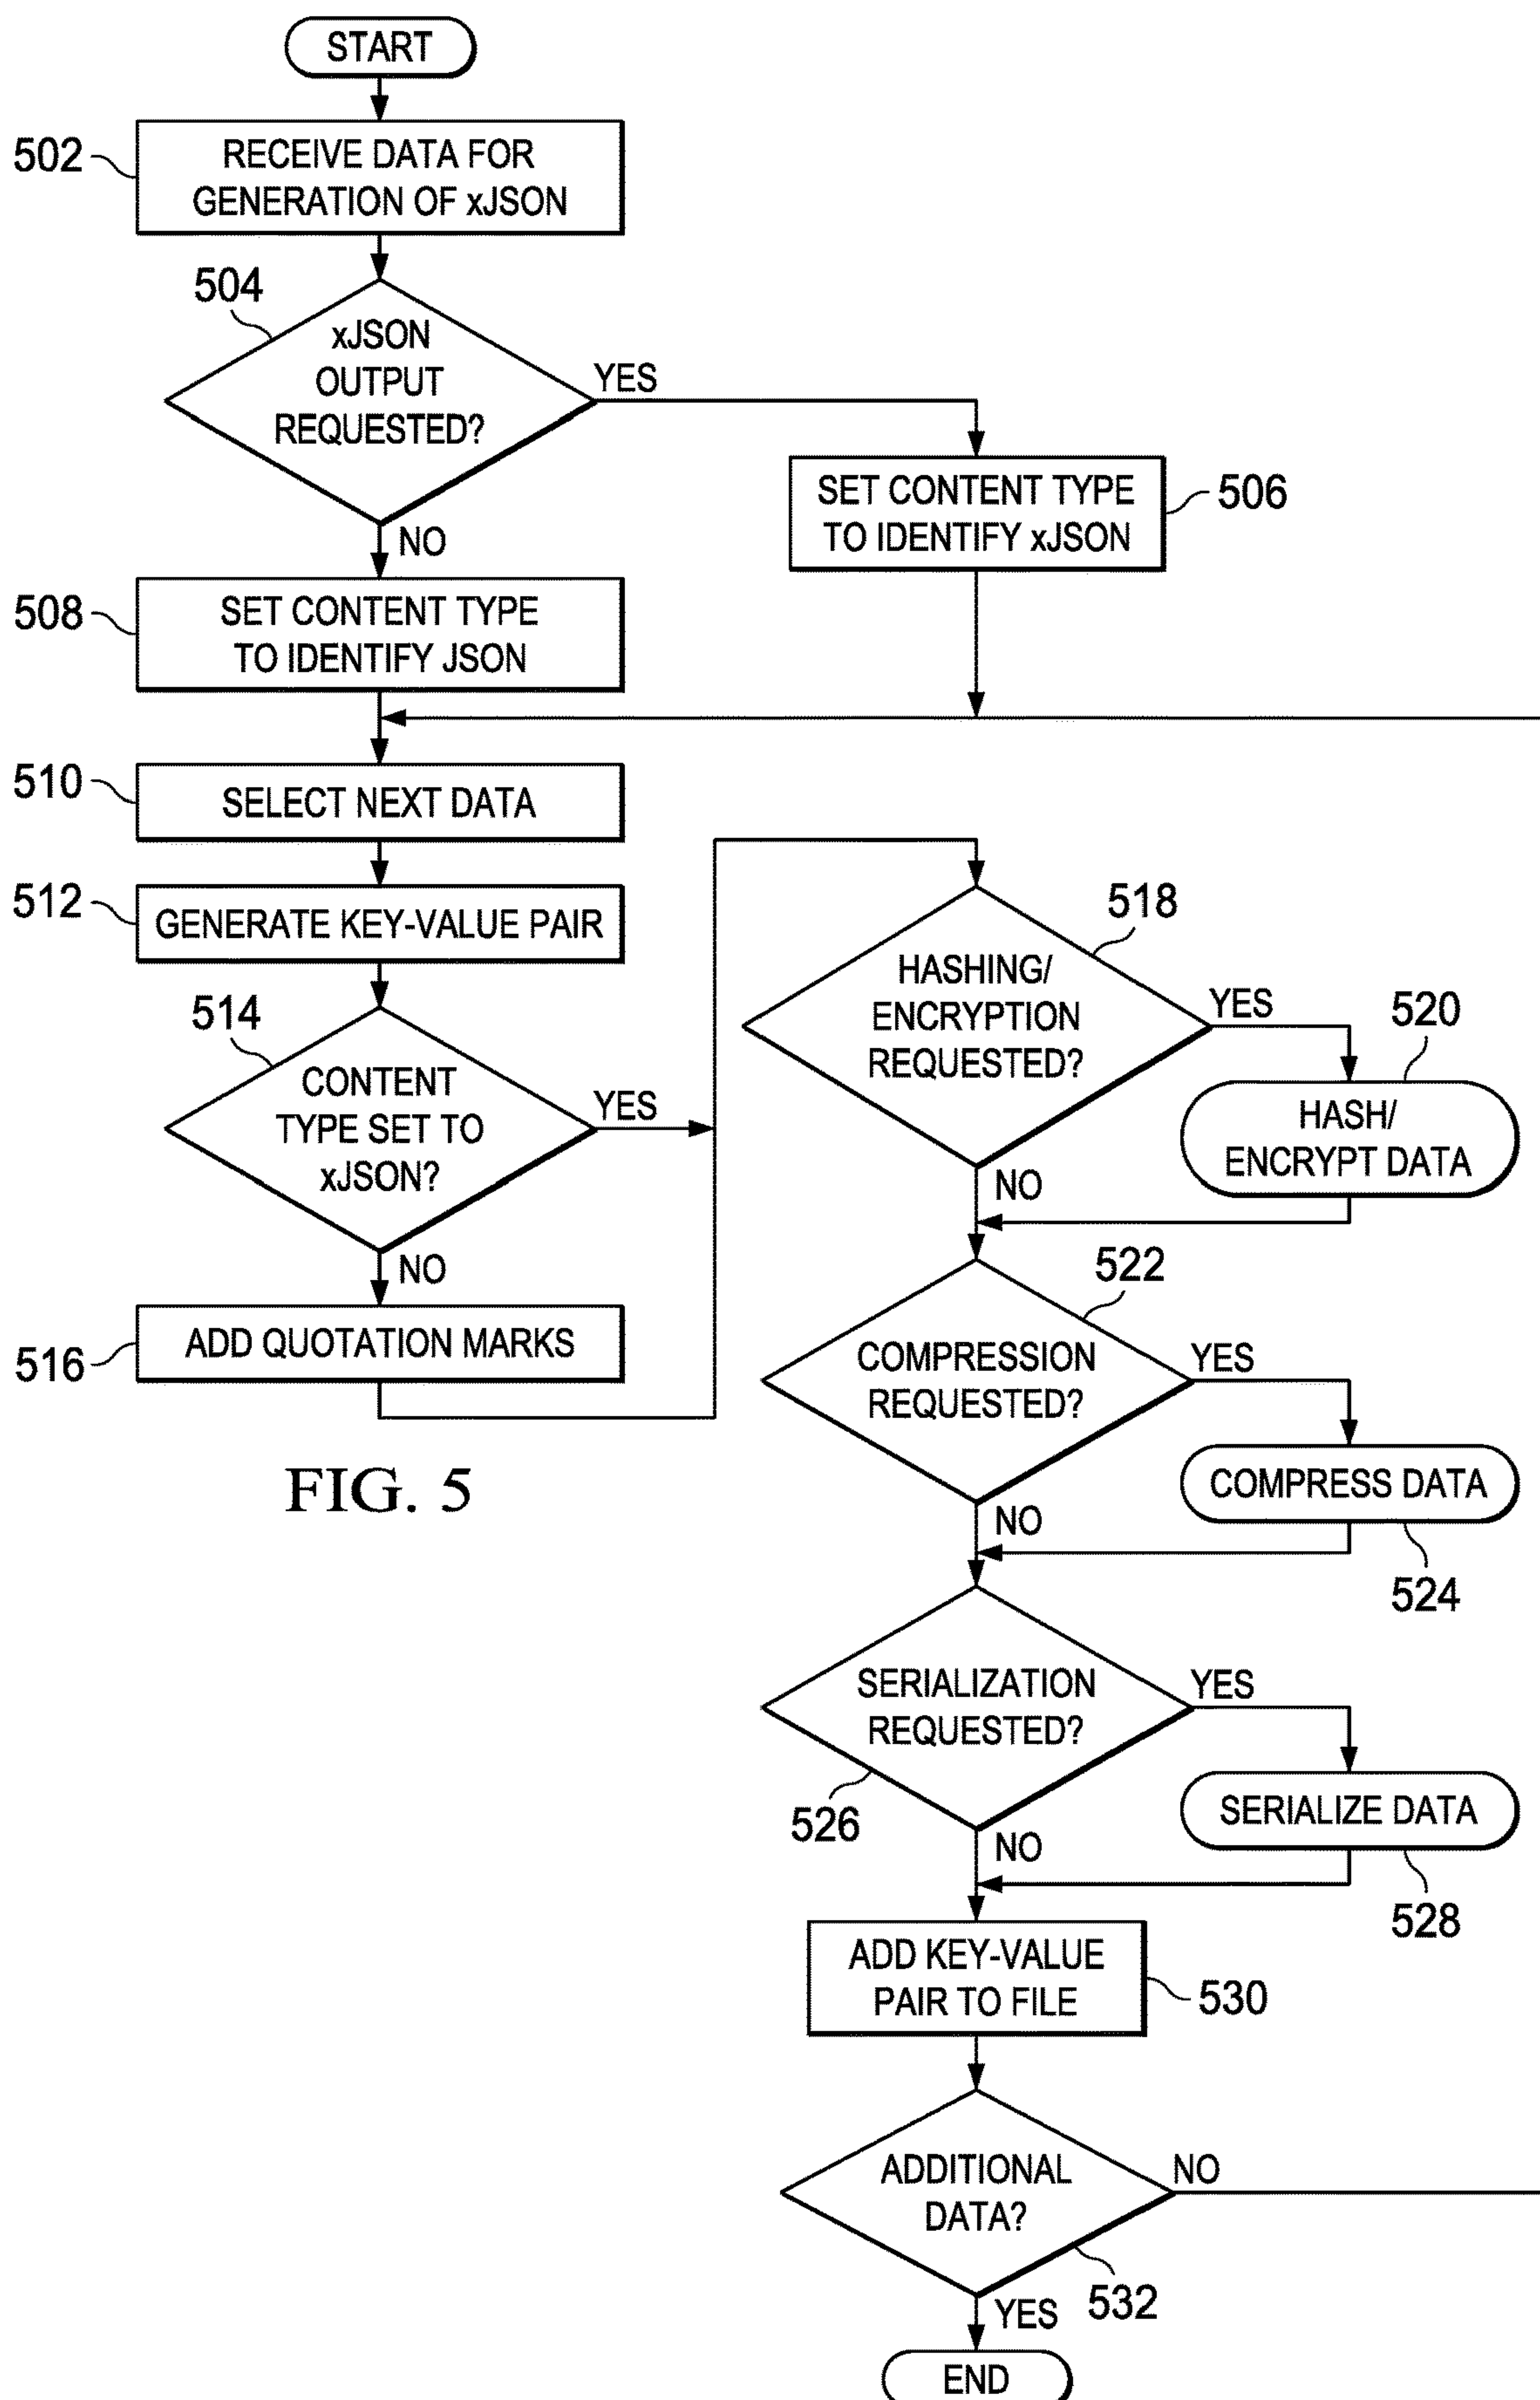 START
502
RECEIVE DATA FOR
GENERATION OF xJSON
504
xJSON
OUTPUT
REQUESTED?
YES
NO
SET CONTENT TYPE
TO IDENTIFY xJSON
506
508
SET CONTENT TYPE
TO IDENTIFY JSON
510
SELECT NEXT DATA
512
GENERATE KEY-VALUE PAIR
514
CONTENT
TYPE SET TO
xJSON?
YES
NO
516
ADD QUOTATION MARKS
518
HASHING/
ENCRYPTION
REQUESTED?
YES
NO
520
HASH/
ENCRYPT DATA
522
COMPRESSION
REQUESTED?
YES
NO
COMPRESS DATA
524
SERIALIZATION
REQUESTED?
YES
526
NO
SERIALIZE DATA
528
ADD KEY-VALUE
PAIR TO FILE
530
ADDITIONAL
DATA?
NO
532
YES
END
FIG. 5